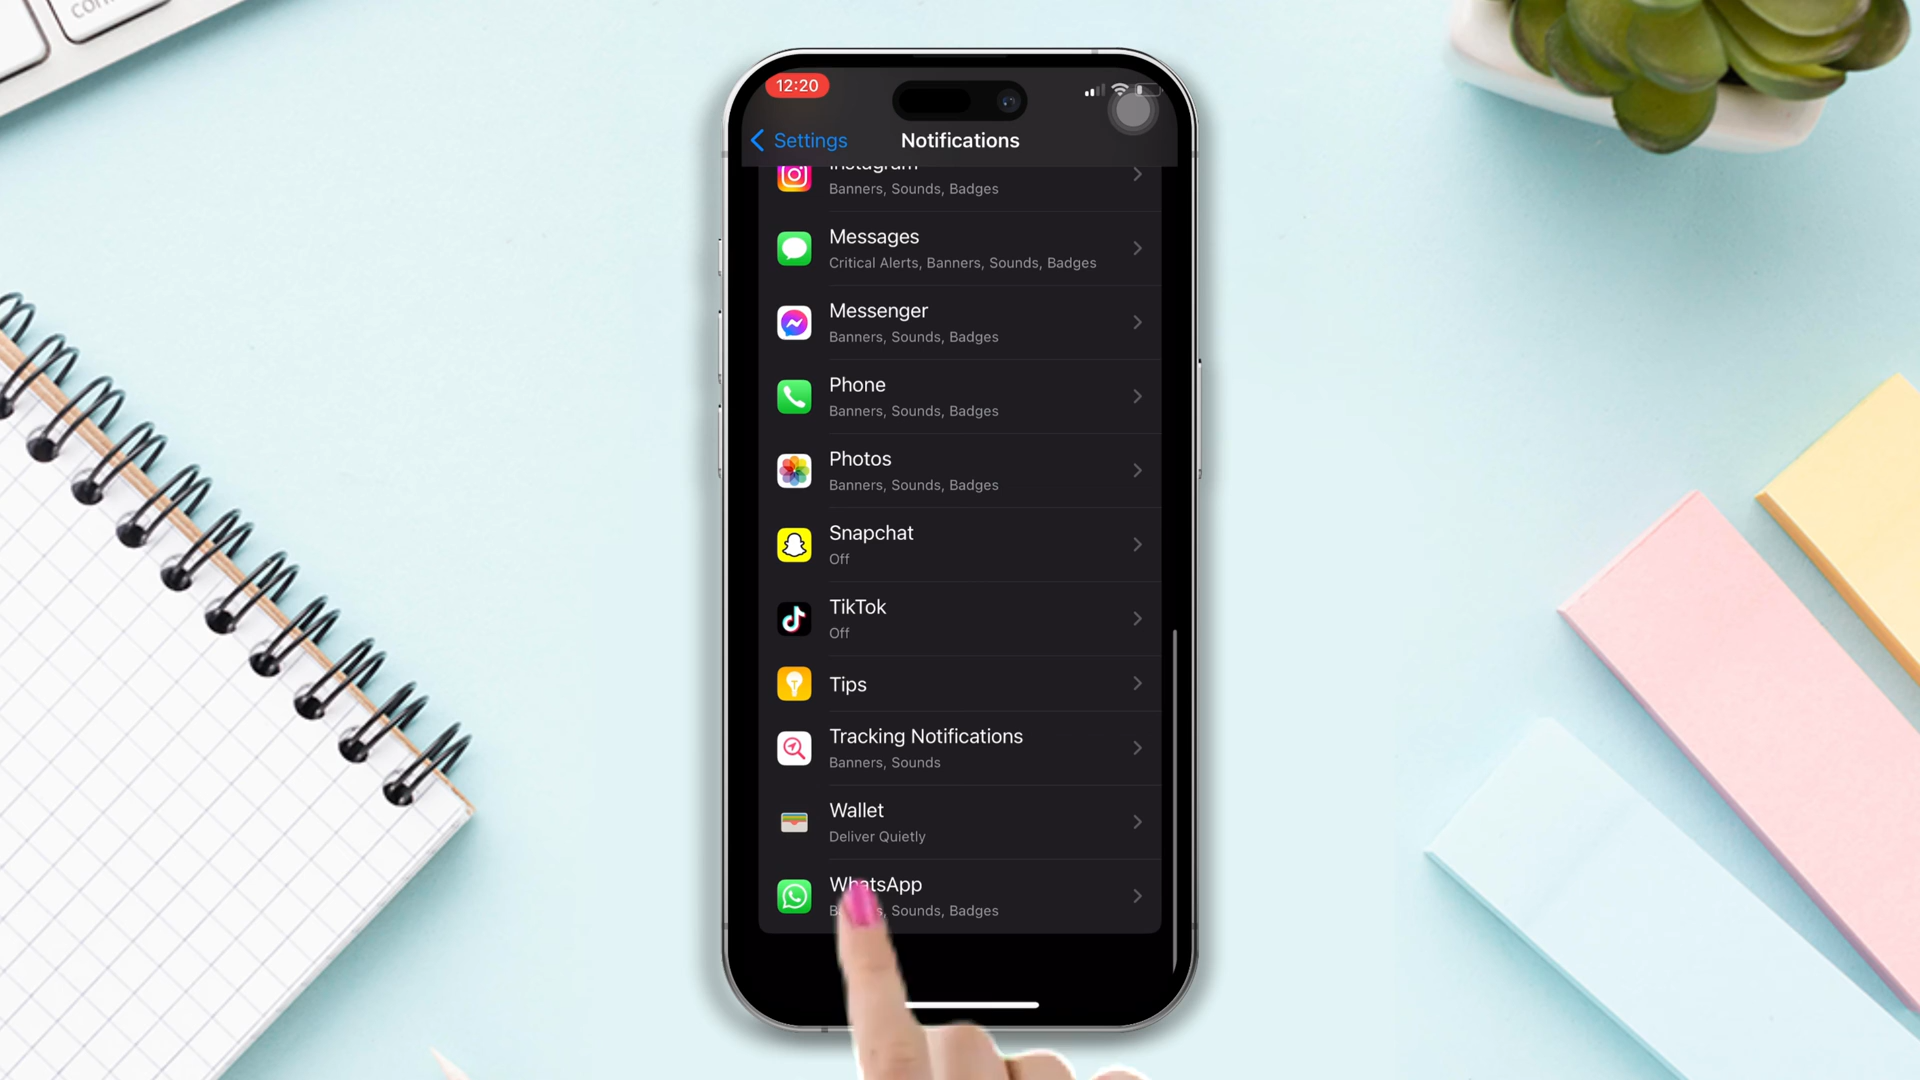 12:20
Settings
Notifications
Instagram
Banners, Sounds, Badges
Messages
Critical Alerts, Banners, Sounds, Badges
Messenger
Banners, Sounds, Badges
Phone
Banners, Sounds, Badges
Photos
Banners, Sounds, Badges
Snapchat
Off
TikTok
Off
Tips
Tracking Notifications
Banners, Sounds
Wallet
Deliver Quietly
WhatsApp
Sounds, Badges